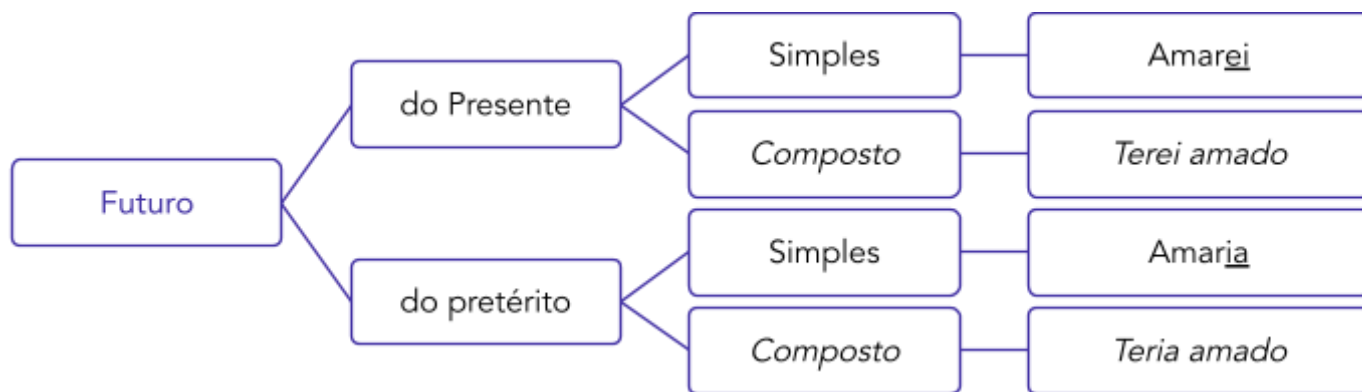 Futuro
do Presente
Simples
Amarei
Composto
Terei amado
do pretérito
Simples
Amaria
Composto
Teria amado